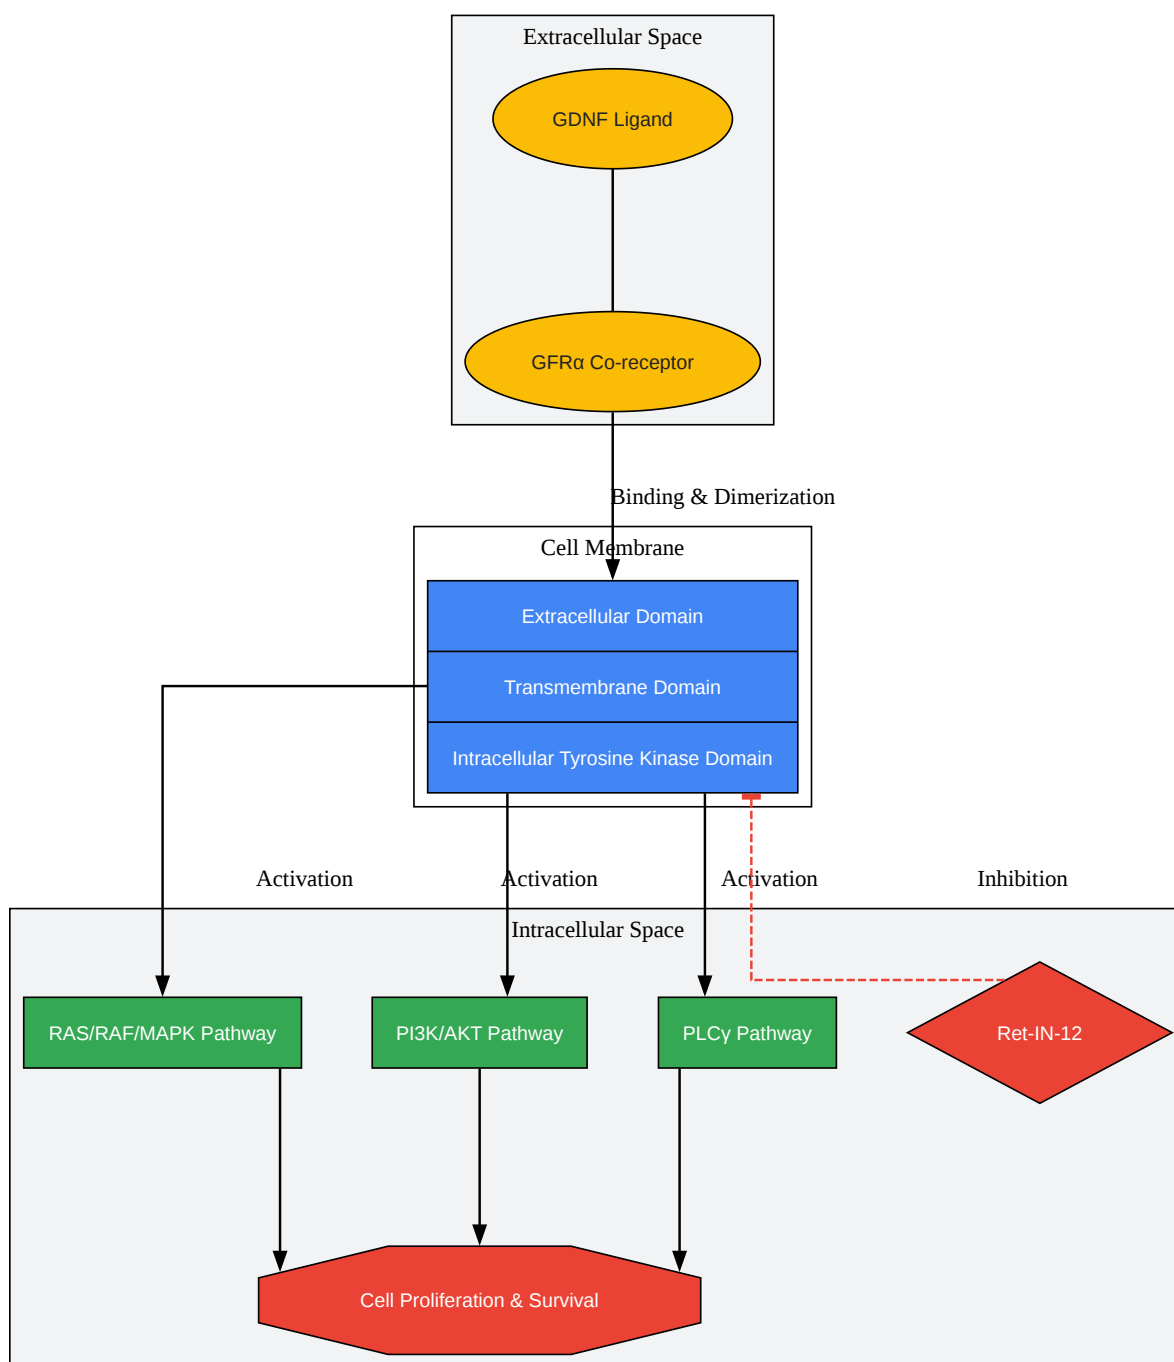 Extracellular Space
GDNF Ligand
GFRα Co-receptor
Binding & Dimerization
Cell Membrane
Extracellular Domain
Transmembrane Domain
Intracellular Tyrosine Kinase Domain
Activation
Activation
Activation
Inhibition
Intracellular Space
RAS/RAF/MAPK Pathway
PI3K/AKT Pathway
PLCγ Pathway
Ret-IN-12
Cell Proliferation & Survival